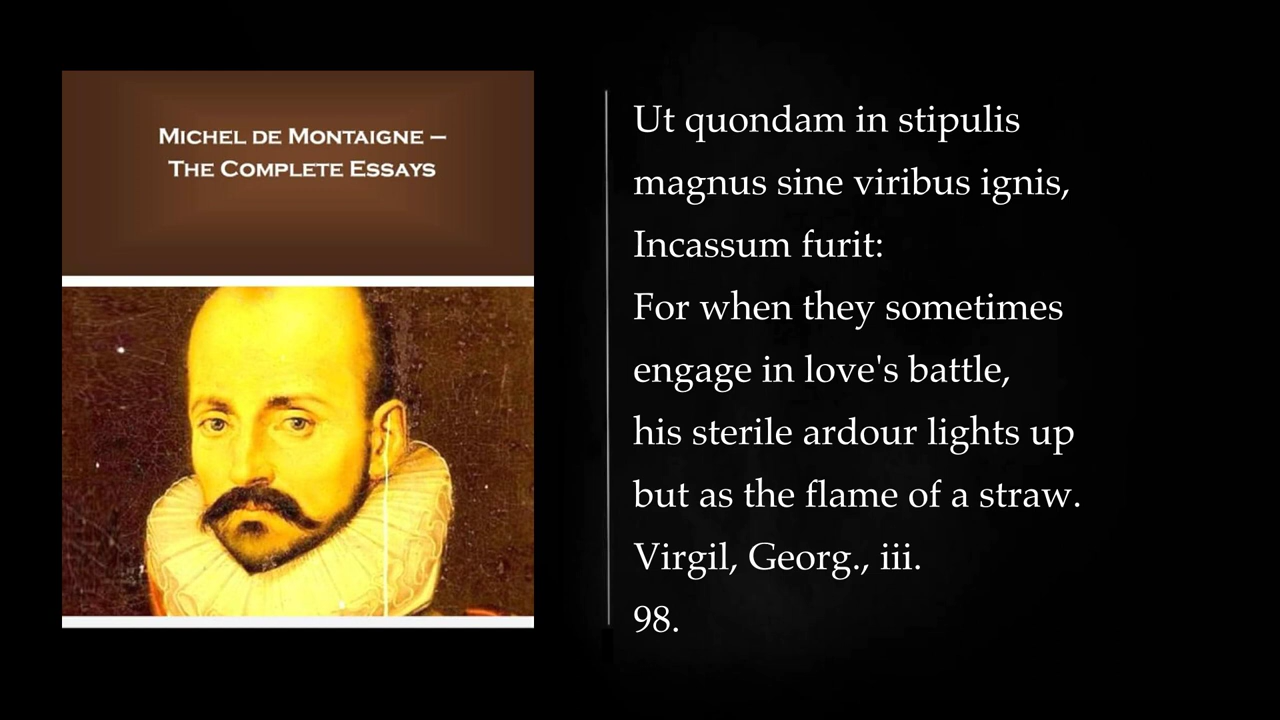 MICHEL DE MONTAIGNE –
THE COMPLETE ESSAYS
Ut quondam in stipulis
magnus sine viribus ignis,
Incassum furit:
For when they sometimes
engage in love's battle,
his sterile ardour lights up
but as the flame of a straw.
Virgil, Georg., iii.
98.